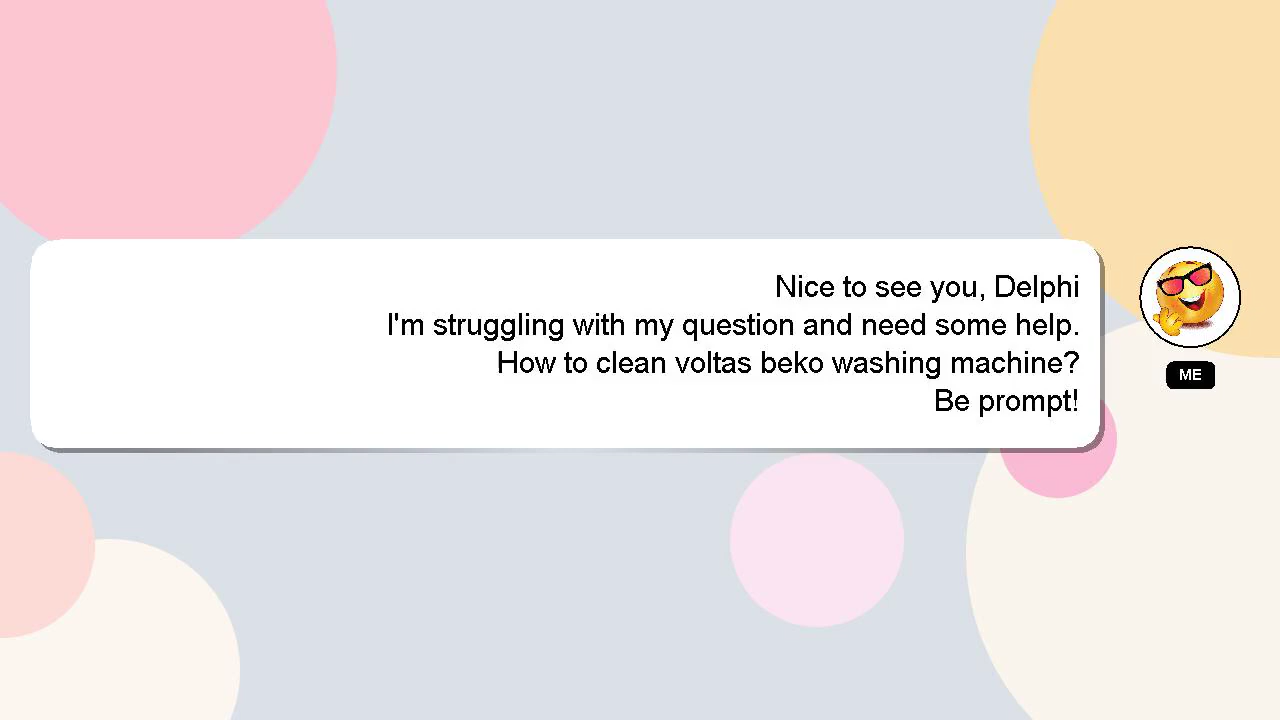 Nice to see you, Delphi
I'm struggling with my question and need some help.
How to clean voltas beko washing machine?
Be prompt!
ME